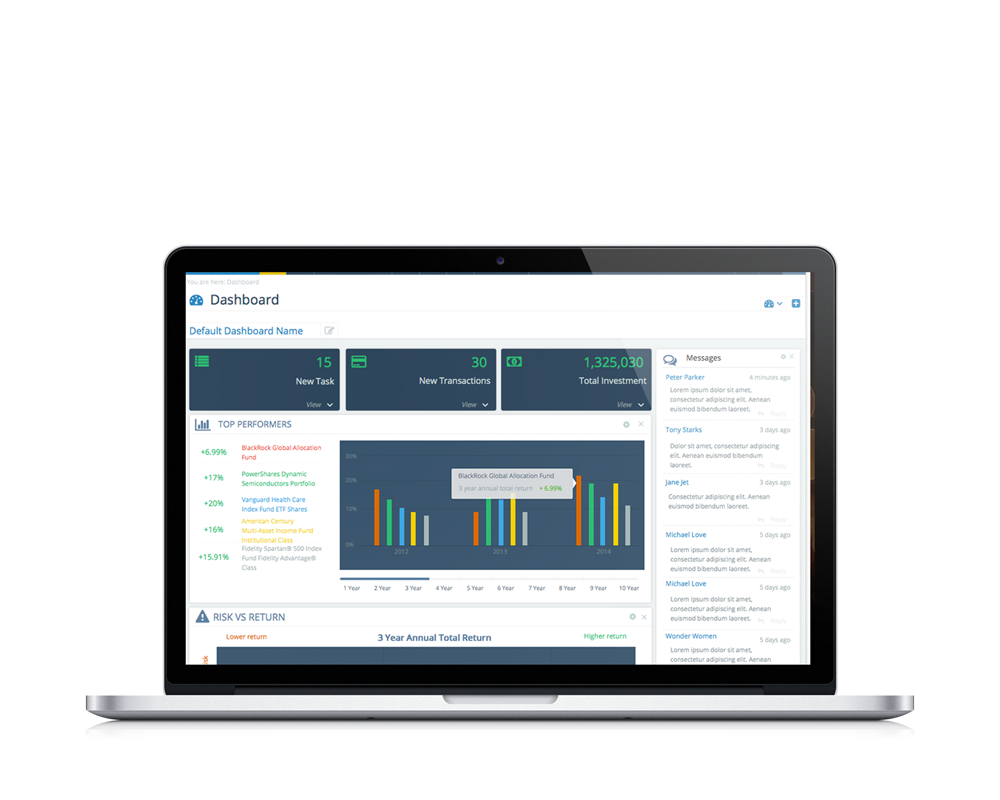 You are here: Dashboard
Dashboard
Default Dashboard Name
15
New Task
View
30
New Transactions
View
1,325,030
Total Investment
View
TOP PERFORMERS
+6.99%
BlackRock Global Allocation
Fund
+17%
PowerShares Dynamic
Semiconductors Portfolio
+20%
Vanguard Health Care
Index Fund ETF Shares
+16%
American Century
Multi-Asset Income Fund
Institutional Class
+15.91%
Fidelity Spartan® 500 Index
Fund Fidelity Advantage®
Class
30%
20%
10%
0%
BlackRock Global Allocation Fund
3 year annual total return + 6.99%
2012
2013
2014
1 Year 2 Year 3 Year 4 Year 5 Year 6 Year 7 Year 8 Year 9 Year 10 Year
RISK VS RETURN
Lower return
3 Year Annual Total Return
Higher return
Messages
Peter Parker
4 minutes ago
Lorem ipsum dolor sit amet,
consectetur adipiscing elit. Aenean
euismod bibendum laoreet.
Reply
Tony Starks
3 days ago
Dolor sit amet, consectetur adipiscing
elit. Aenean euismod bibendum
laoreet.
Reply
Jane Jet
3 days ago
Consectetur adipiscing elit. Aenean
euismod bibendum laoreet.
Reply
Michael Love
5 days ago
Lorem ipsum dolor sit amet,
consectetur adipiscing elit. Aenean
euismod bibendum laoreet.
Reply
Michael Love
5 days ago
Lorem ipsum dolor sit amet,
consectetur adipiscing elit. Aenean
euismod bibendum laoreet.
Reply
Wonder Women
5 days ago
Lorem ipsum dolor sit amet,
consectetur adipiscing elit. Aenean